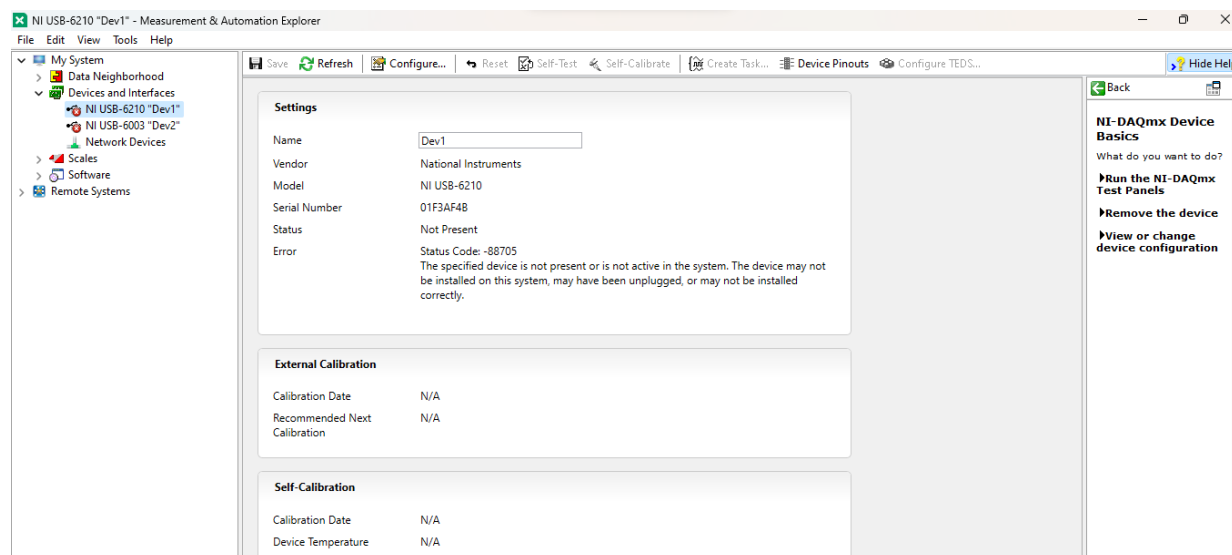 NI USB-6210 "Dev1" - Measurement & Automation Explorer
File Edit View Tools Help
My System
Data Neighborhood
Devices and Interfaces
NI USB-6210 "Dev1"
NI USB-6003 "Dev2"
Network Devices
Scales
Software
Remote Systems
Save Refresh Configure... Reset Self-Test Self-Calibrate Create Task... Device Pinouts Configure TEDS... Hide Hel
Settings
Name Dev1
Vendor National Instruments
Model NI USB-6210
Serial Number 01F3AF4B
Status Not Present
Error Status Code: -88705
The specified device is not present or is not active in the system. The device may not
be installed on this system, may have been unplugged, or may not be installed
correctly.
External Calibration
Calibration Date N/A
Recommended Next N/A
Calibration
Self-Calibration
Calibration Date N/A
Device Temperature N/A
Back
NI-DAQmx Device
Basics
What do you want to do?
Run the NI-DAQmx
Test Panels
Remove the device
View or change
device configuration